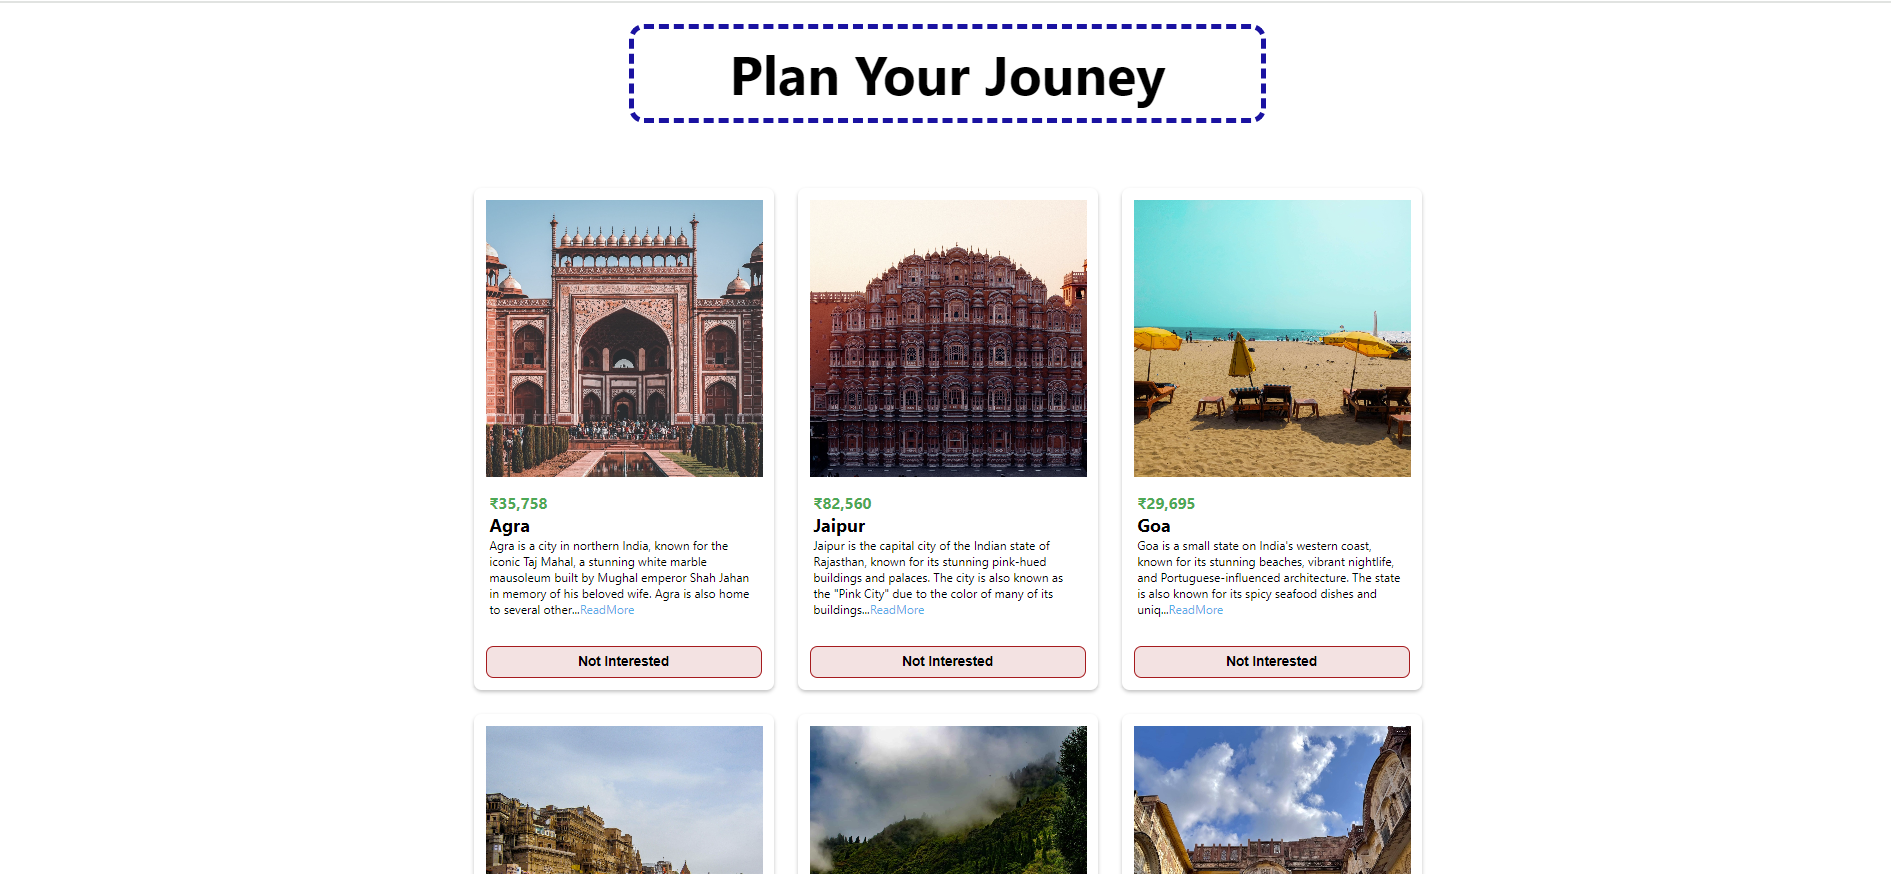 Plan Your Jouney
₹35,758
Agra
Agra is a city in northern India, known for the
iconic Taj Mahal, a stunning white marble
mausoleum built by Mughal emperor Shah Jahan
in memory of his beloved wife. Agra is also home
to several other...ReadMore
Not Interested
₹82,560
Jaipur
Jaipur is the capital city of the Indian state of
Rajasthan, known for its stunning pink-hued
buildings and palaces. The city is also known as
the "Pink City" due to the color of many of its
buildings...ReadMore
Not Interested
₹29,695
Goa
Goa is a small state on India's western coast,
known for its stunning beaches, vibrant nightlife,
and Portuguese-influenced architecture. The state
is also known for its spicy seafood dishes and
uniq...ReadMore
Not Interested